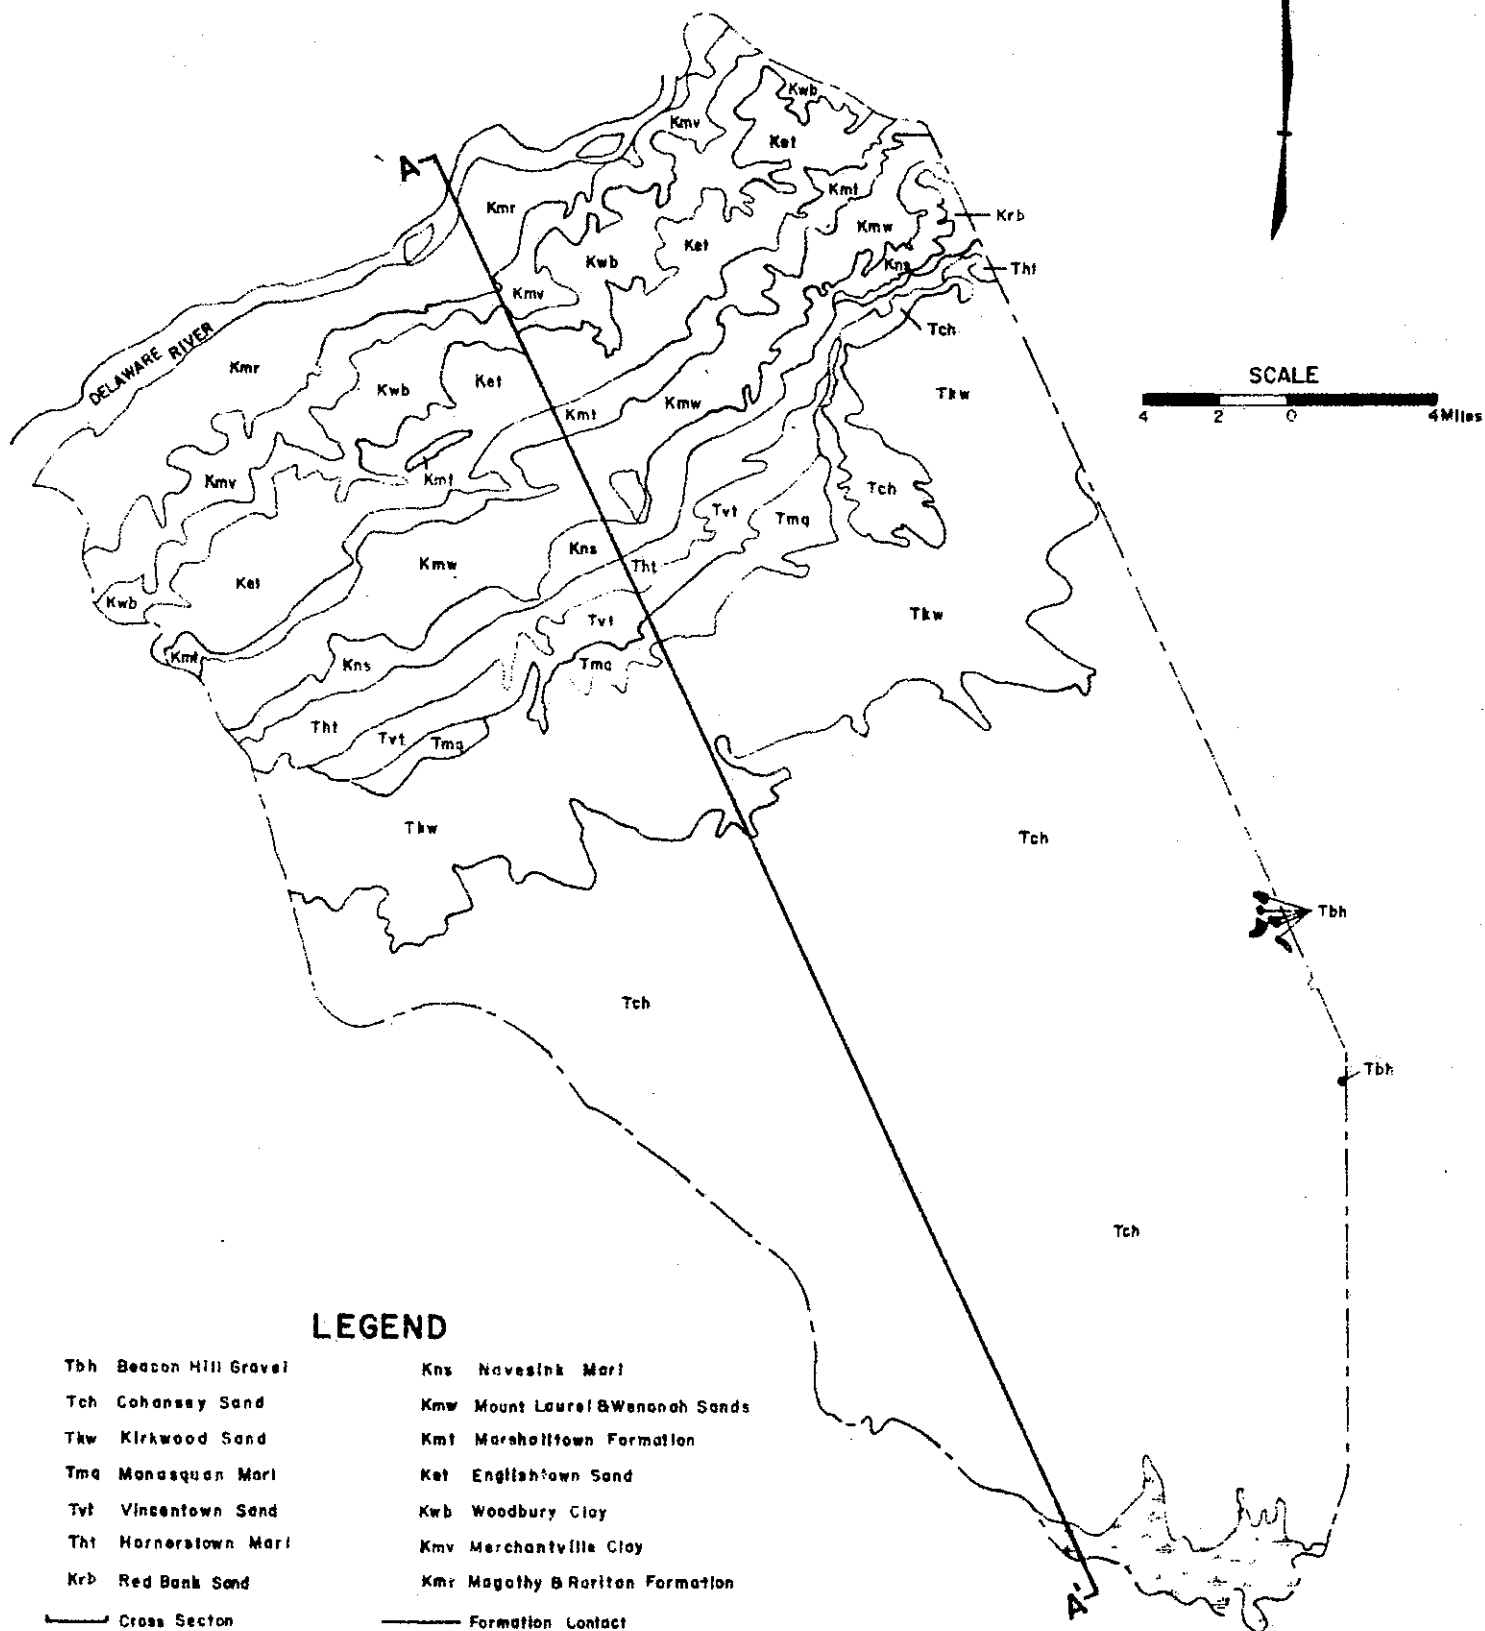 Kwb
Kmv
Ket
A
Kmt
Kmr
Kmw
Krb
Ket
Kwb
Kns
Tht
Kmv
Tch
DELAWARE RIVER
Kmr
SCALE
Kwb
Ket
Kmw
Tkw
4 2 0 4 Miles
Kmt
Kmv
Kmt
Tch
Tvt
Tmq
Kns
Kmw
Tht
Ket
Kwb
Tvt
Tkw
Kmt
Kns
Tmq
Tht
Tvt
Tmq
Tkw
Tch
Tbh
Tch
Tbh
Tch
LEGEND
Tbh Beacon Hill Gravel
Tch Cohansey Sand
Tkw Kirkwood Sand
Tmq Manasquan Marl
Tvt Vincentown Sand
Tht Hornerstown Marl
Krb Red Bank Sand
Cross Secton
Kns Navesink Marl
Kmw Mount Laurel & Wenonah Sands
Kmt Marshalltown Formation
Ket Englishtown Sand
Kwb Woodbury Clay
Kmv Merchantville Clay
Kmr Magothy & Raritan Formation
Formation Contact
A'